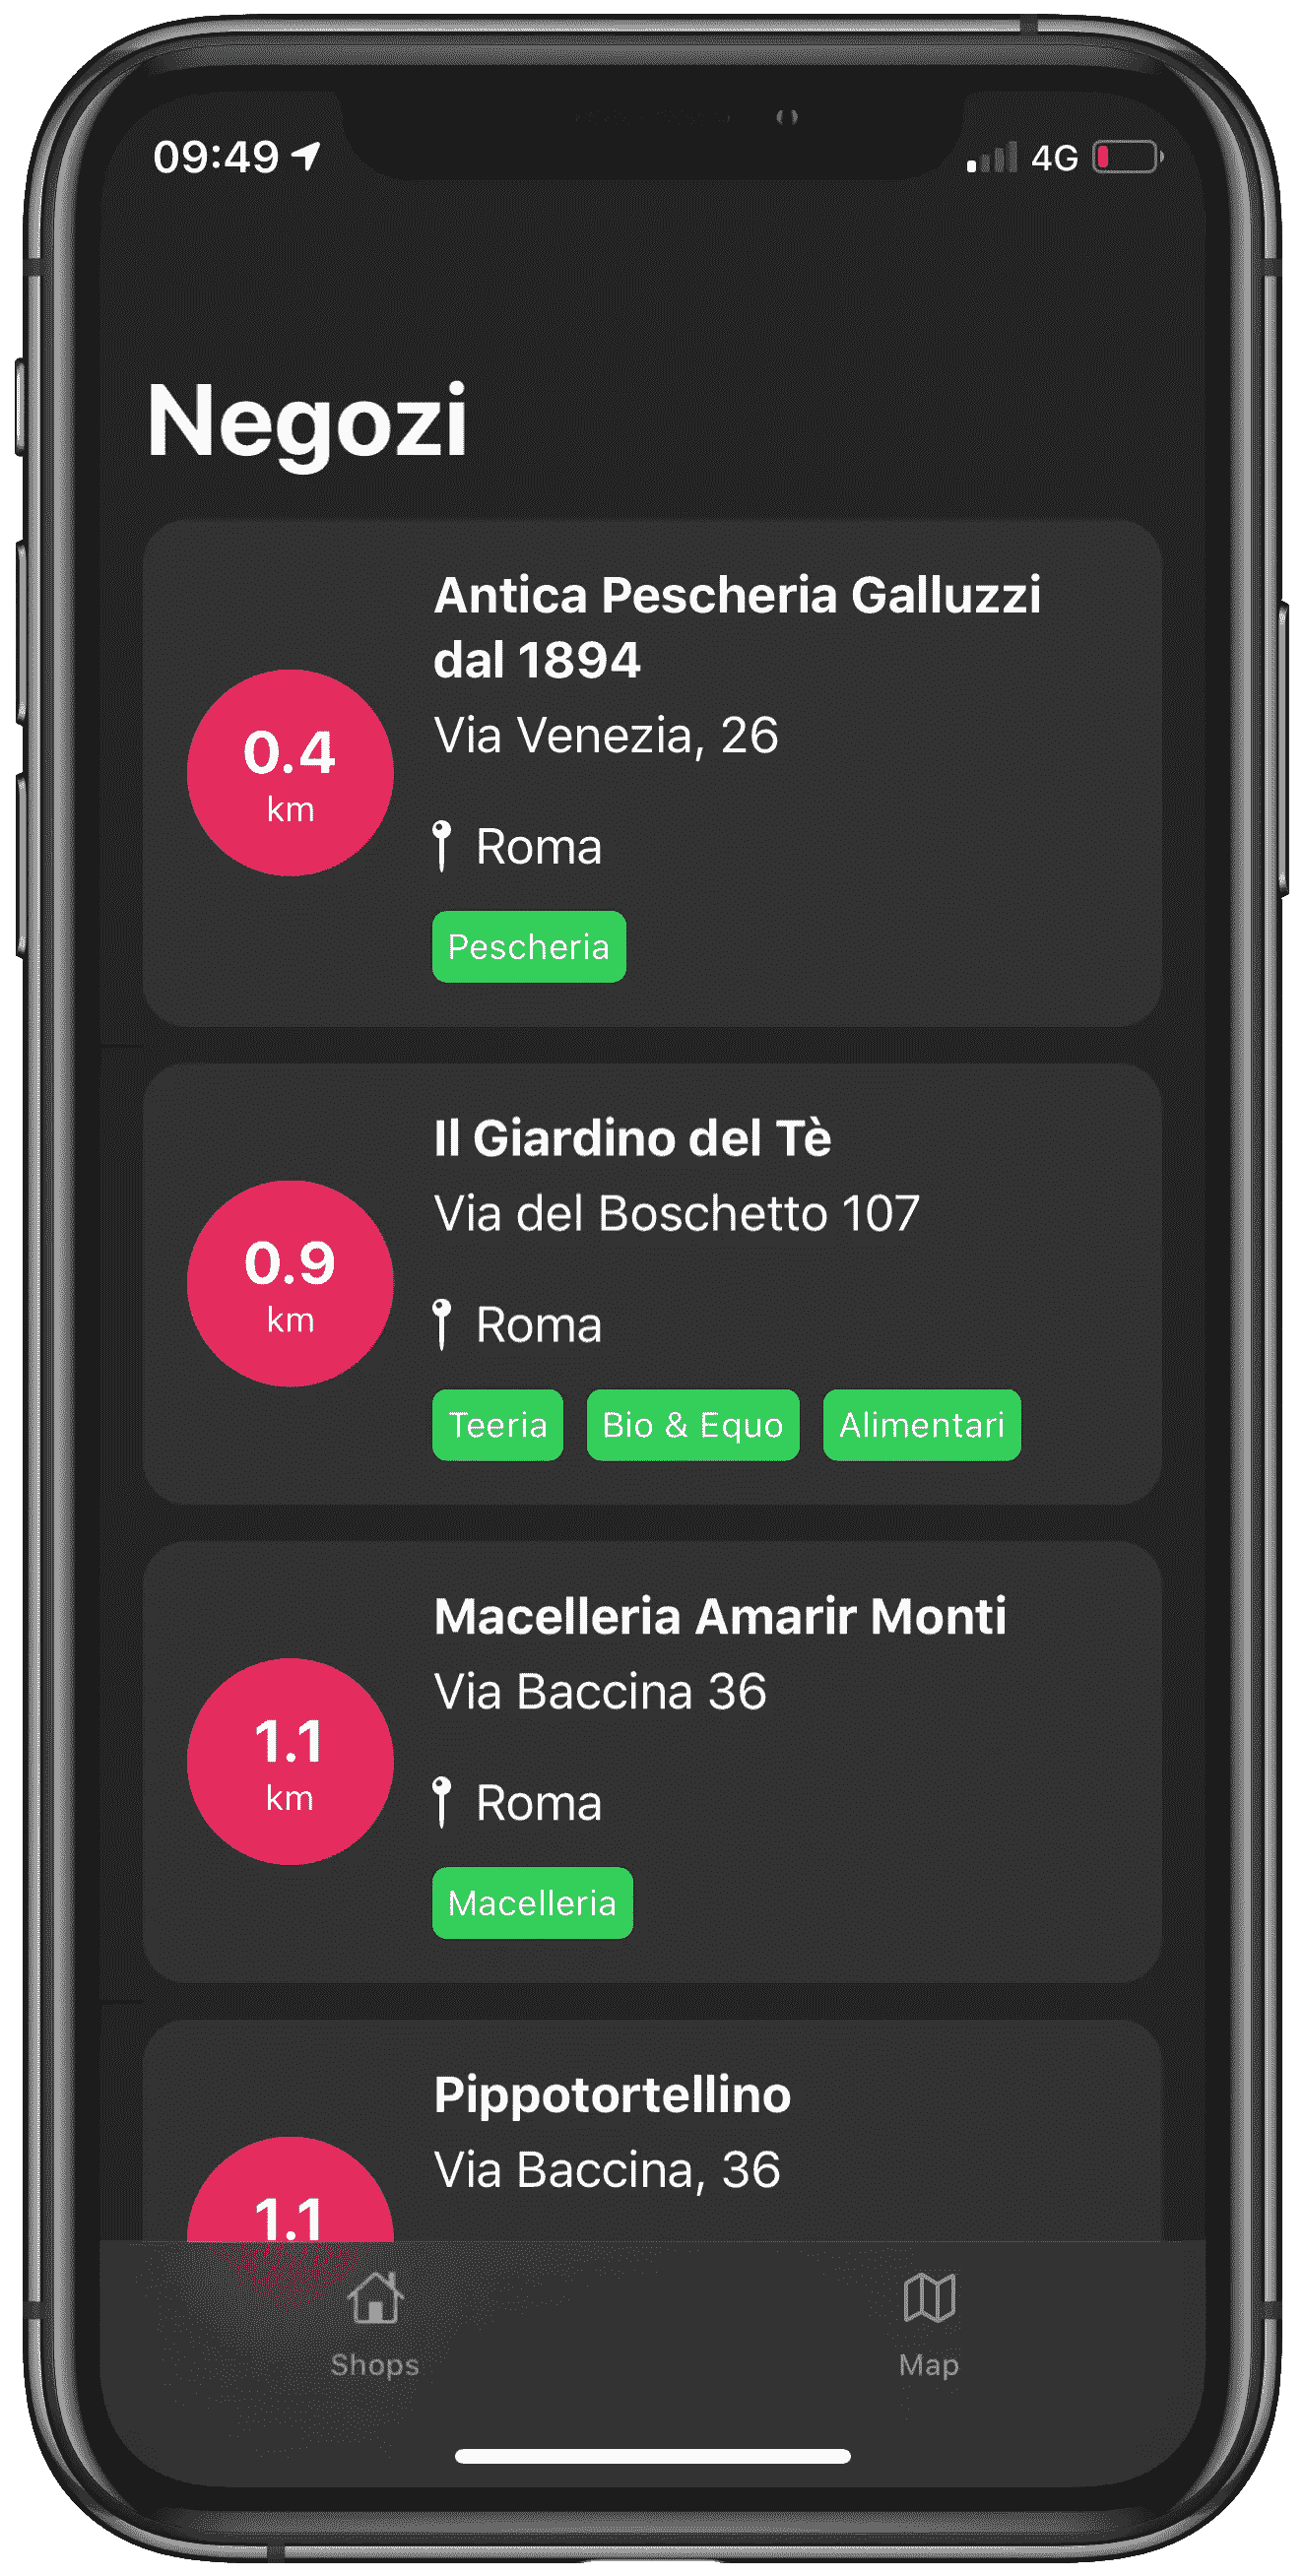 09:49
4G
Negozi
Antica Pescheria Galluzzi
dal 1894
Via Venezia, 26
0.4
km
Roma
Pescheria
Il Giardino del Tè
Via del Boschetto 107
0.9
km
Roma
Teeria Bio & Equo Alimentari
Macelleria Amarir Monti
Via Baccina 36
1.1
km
Roma
Macelleria
Pippotortellino
Via Baccina, 36
1.1
Shops Map